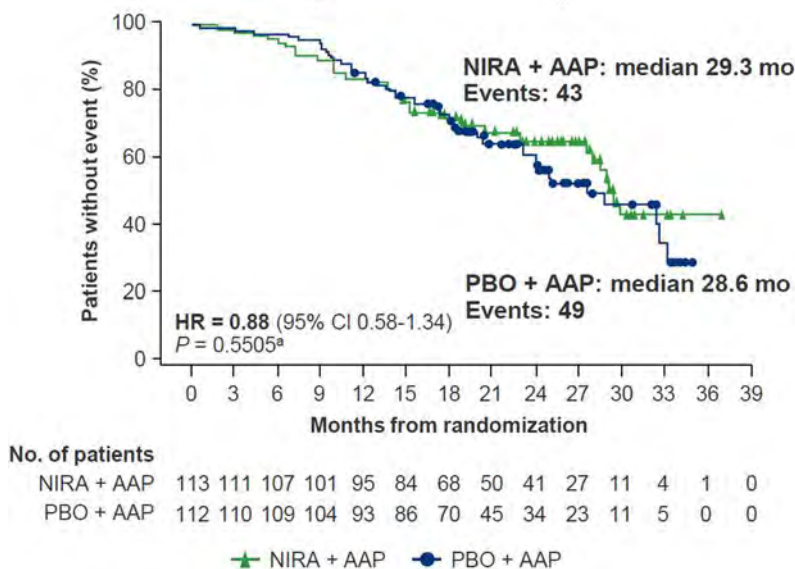 100
80
60
40
20
0
Patients without event (%)
NIRA + AAP: median 29.3 mo
Events: 43
PBO + AAP: median 28.6 mo
Events: 49
HR = 0.88 (95% CI 0.58-1.34)
P = 0.5505ª
0 3 6 9 12 15 18 21 24 27 30 33 36 39
Months from randomization
No. of patients
NIRA + AAP 113 111 107 101 95 84 68 50 41 27 11 4 1 0
PBO + AAP 112 110 109 104 93 86 70 45 34 23 11 5 0 0
NIRA + AAP PBO + AAP